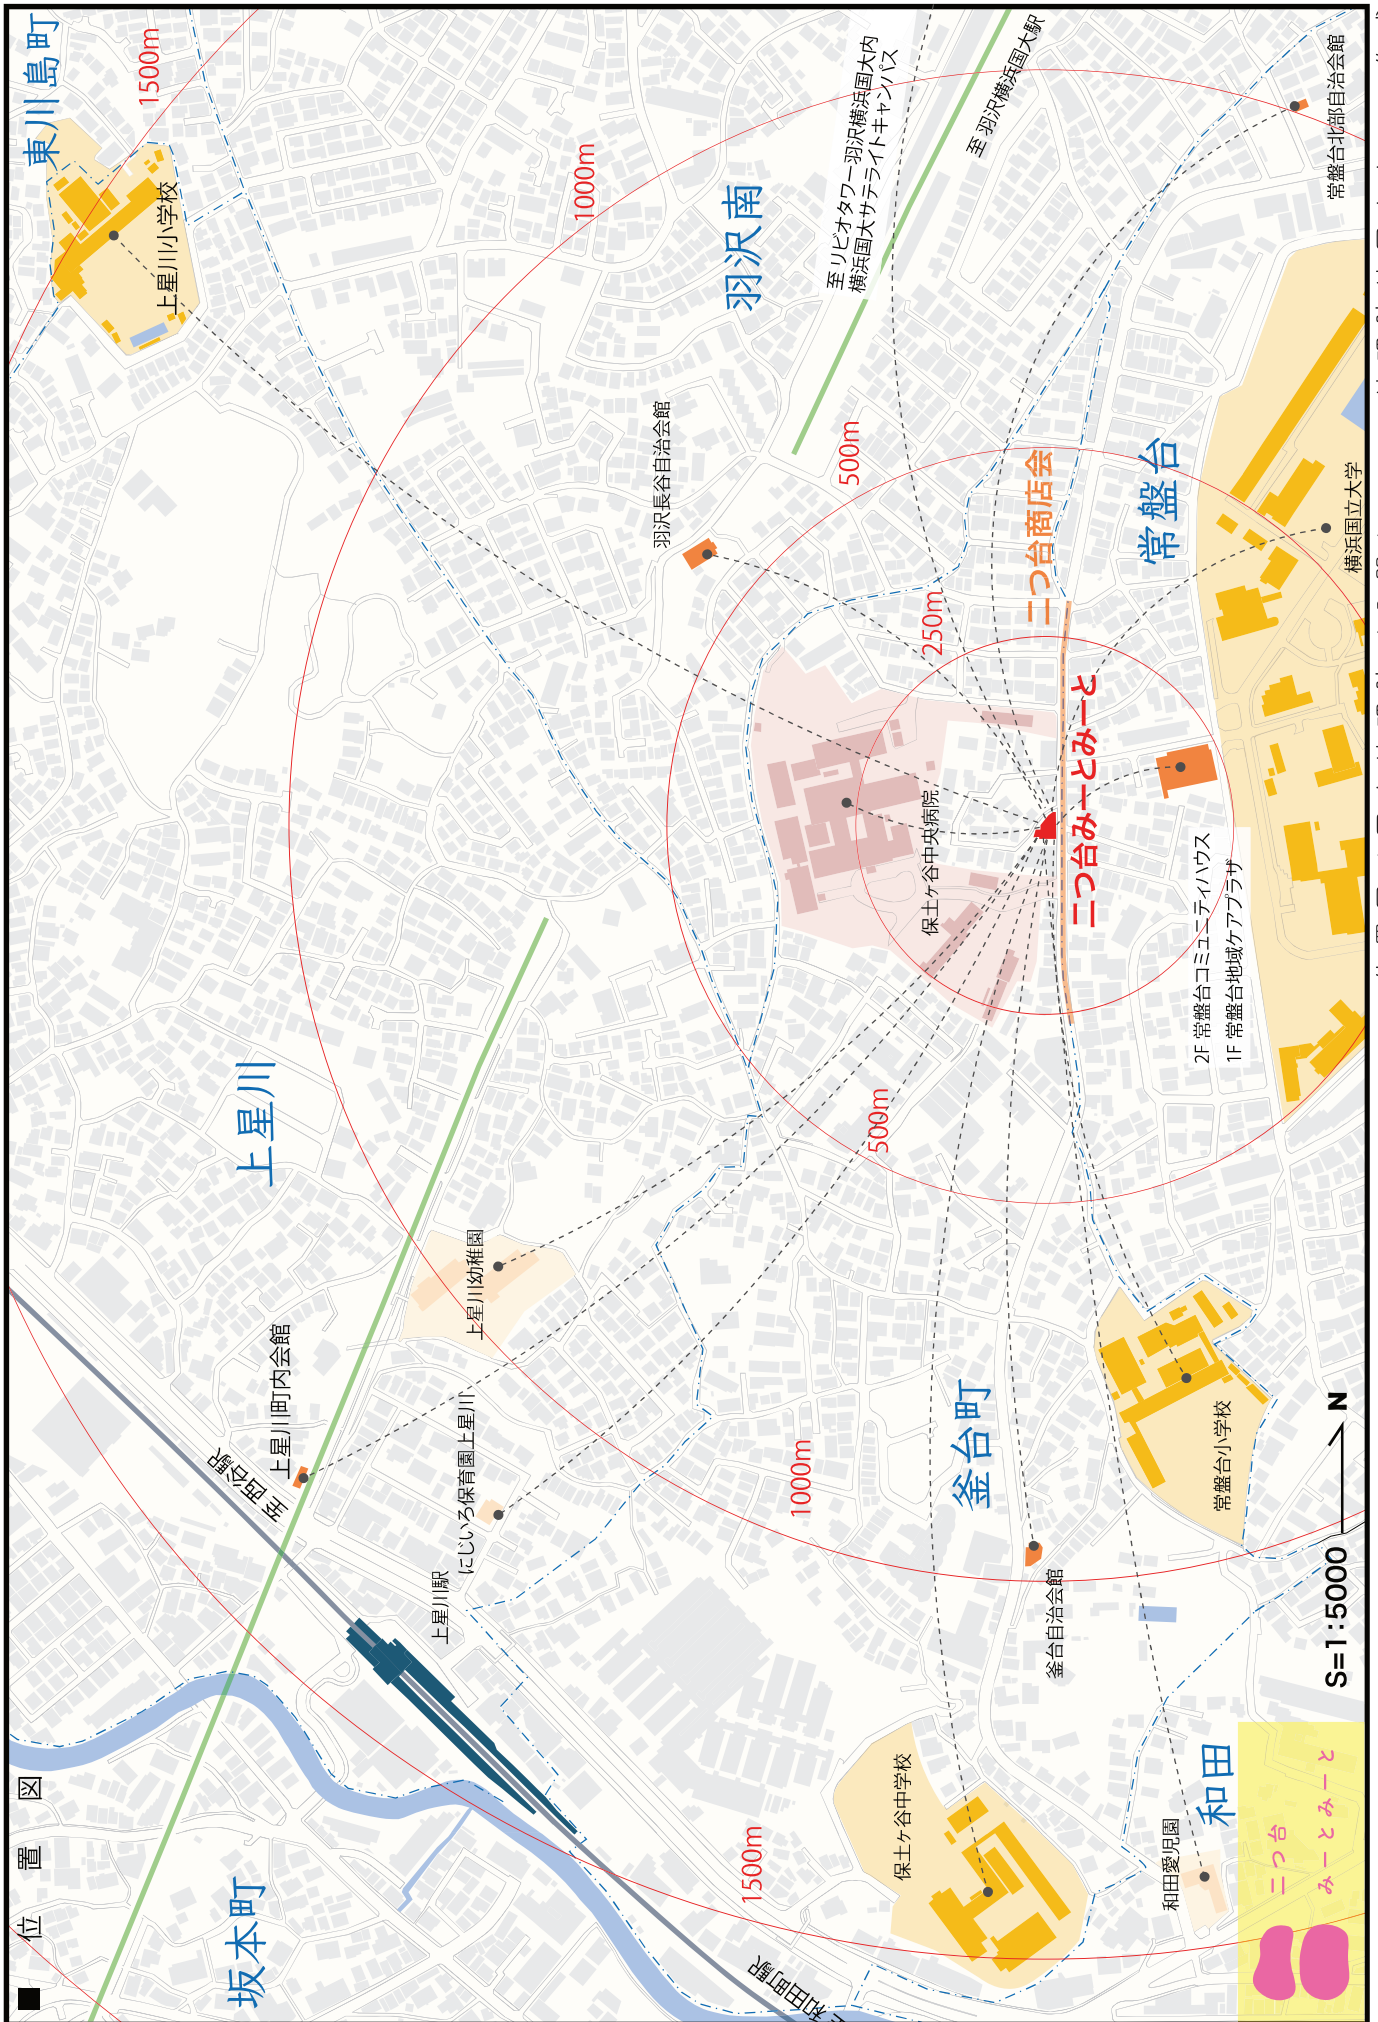 ■ 位 置 図
東川島町
1500m
上星川小学校
1000m
羽沢南
至 リビオタワー羽沢横浜国大内
横浜国大サテライトキャンパス
至 羽沢横浜国大駅
常盤台北部自治会館
羽沢長谷自治会館
500m
二つ台商店会
常盤台
横浜国立大学
250m
保土ヶ谷中央病院
二つ台みーとみーと
2F 常盤台コミュニティハウス
1F 常盤台地域ケアプラザ
上星川
500m
上星川幼稚園
上星川町内会館
至 西谷駅
にじいろ保育園上星川
上星川駅
1000m
釜台町
常盤台小学校
釜台自治会館
N
S=1:5000
坂本町
1500m
保土ヶ谷中学校
和田
和田愛児園
和田町駅
二つ台
みーとみーと